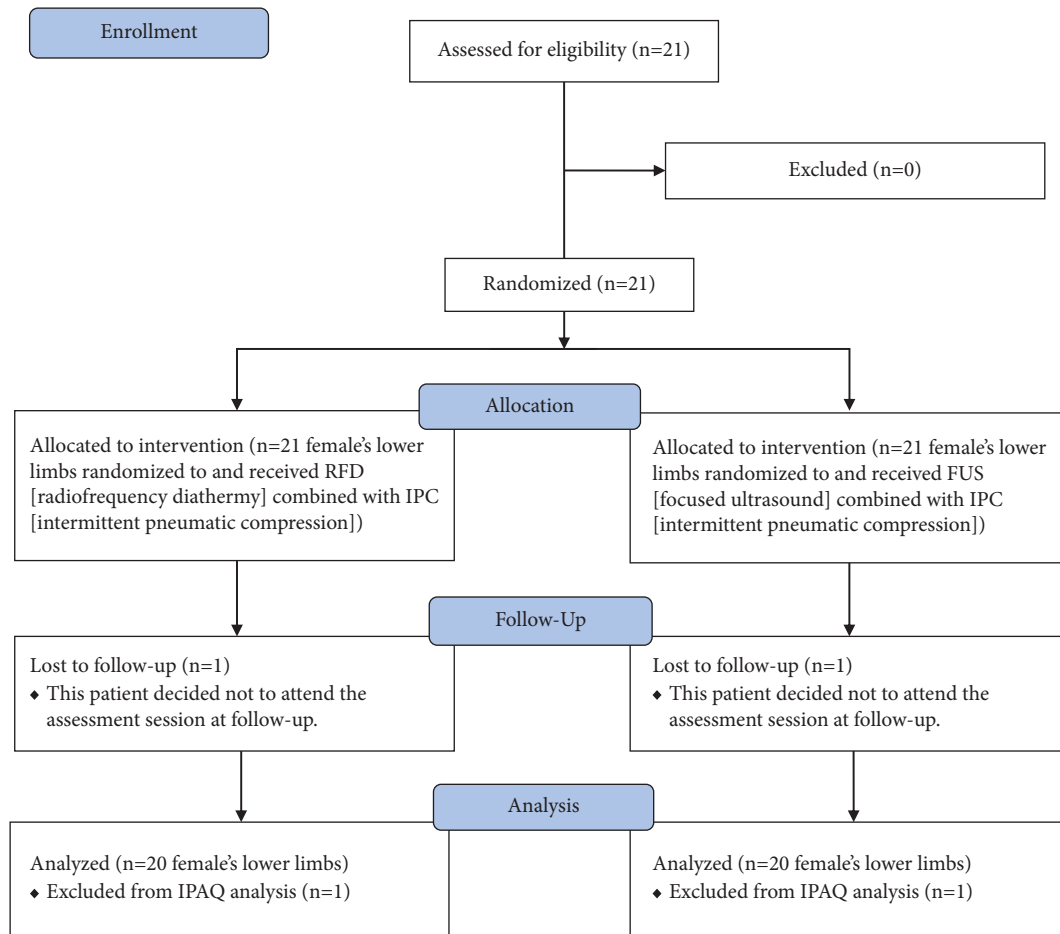 Enrollment
Assessed for eligibility (n=21)
Excluded (n=0)
Randomized (n=21)
Allocation
Allocated to intervention (n=21 female's lower
limbs randomized to and received RFD
[radiofrequency diathermy] combined with IPC
[intermittent pneumatic compression])
Allocated to intervention (n=21 female's lower
limbs randomized to and received FUS
[focused ultrasound] combined with IPC
[intermittent pneumatic compression])
Follow-Up
Lost to follow-up (n=1)
◆ This patient decided not to attend the
assessment session at follow-up.
Lost to follow-up (n=1)
◆ This patient decided not to attend the
assessment session at follow-up.
Analysis
Analyzed (n=20 female's lower limbs)
◆ Excluded from IPAQ analysis (n=1)
Analyzed (n=20 female's lower limbs)
◆ Excluded from IPAQ analysis (n=1)